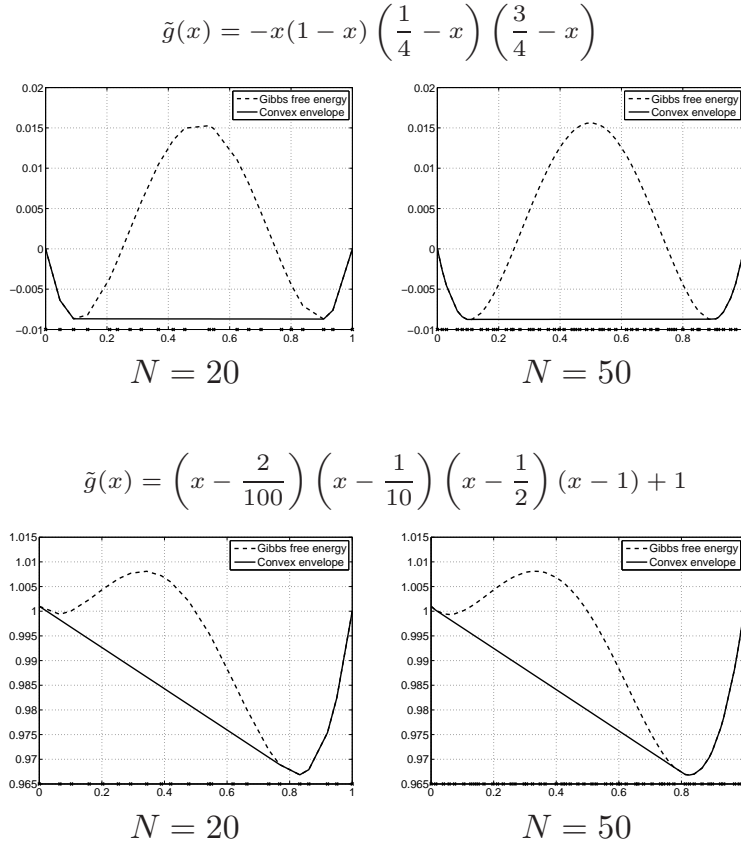 g̃(x) = −x(1 − x) (1/4 − x) (3/4 − x)
0.02
0.015
0.01
0.005
0
−0.005
−0.01
0 0.2 0.4 0.6 0.8 1
Gibbs free energy
Convex envelope
N = 20
0.02
0.015
0.01
0.005
0
−0.005
−0.01
0 0.2 0.4 0.6 0.8
Gibbs free energy
Convex envelope
N = 50
g̃(x) = (x − 2/100) (x − 1/10) (x − 1/2) (x − 1) + 1
1.015
1.01
1.005
1
0.995
0.99
0.985
0.98
0.975
0.97
0.965
0 0.2 0.4 0.6 0.8 1
Gibbs free energy
Convex envelope
N = 20
1.015
1.01
1.005
1
0.995
0.99
0.985
0.98
0.975
0.97
0.965
0 0.2 0.4 0.6 0.8
Gibbs free energy
Convex envelope
N = 50